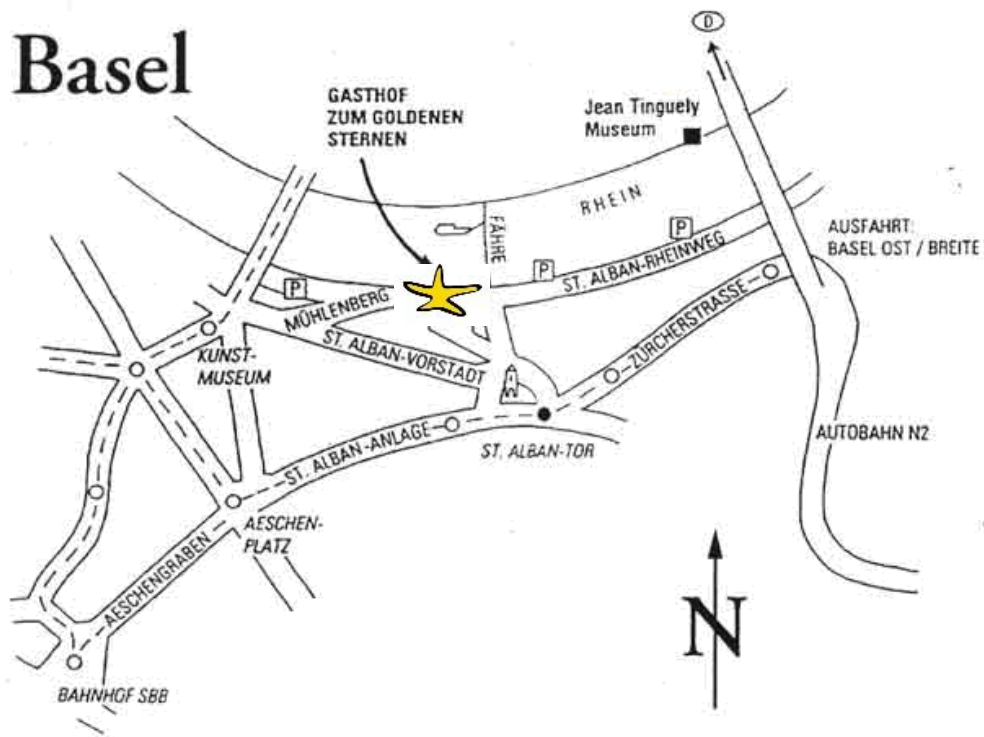 Basel
D
GASTHOF
ZUM GOLDENEN
STERNEN
Jean Tinguely
Museum
RHEIN
FÄHRE
P
P
P
AUSFAHRT:
BASEL OST / BREITE
ST. ALBAN-RHEINWEG
MÜHLENBERG
ST. ALBAN-VORSTADT
ZÜRCHERSTRASSE
KUNST-
MUSEUM
ST. ALBAN-ANLAGE
ST. ALBAN-TOR
AUTOBAHN N2
AESCHEN-
PLATZ
AESCHENGRABEN
N
BAHNHOF SBB